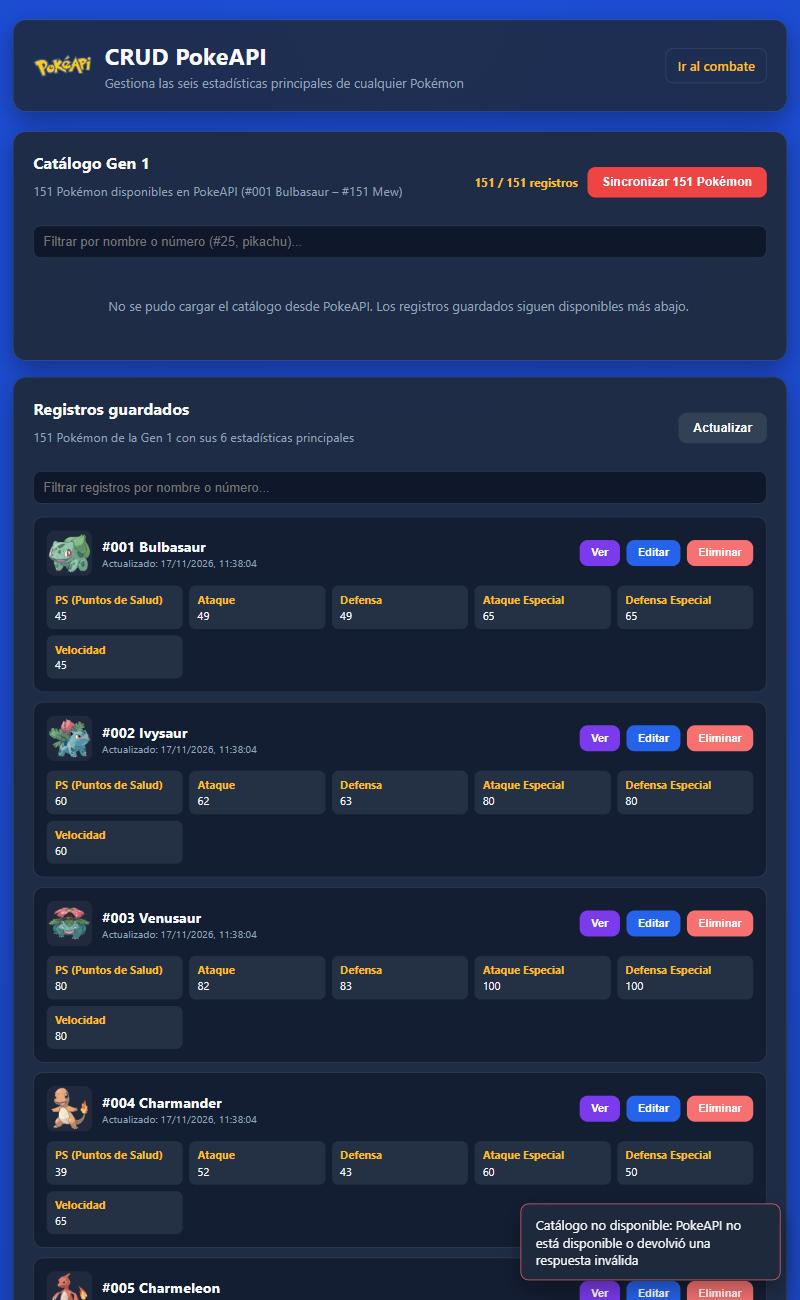 PokéAPi
CRUD PokeAPI
Gestiona las seis estadísticas principales de cualquier Pokémon
Ir al combate
Catálogo Gen 1
151 Pokémon disponibles en PokeAPI (#001 Bulbasaur – #151 Mew)
151 / 151 registros
Sincronizar 151 Pokémon
Filtrar por nombre o número (#25, pikachu)...
No se pudo cargar el catálogo desde PokeAPI. Los registros guardados siguen disponibles más abajo.
Registros guardados
151 Pokémon de la Gen 1 con sus 6 estadísticas principales
Actualizar
Filtrar registros por nombre o número...
#001 Bulbasaur
Actualizado: 17/11/2026, 11:38:04
Ver Editar Eliminar
PS (Puntos de Salud) Ataque Defensa Ataque Especial Defensa Especial
45 49 49 65 65
Velocidad
45
#002 Ivysaur
Actualizado: 17/11/2026, 11:38:04
Ver Editar Eliminar
PS (Puntos de Salud) Ataque Defensa Ataque Especial Defensa Especial
60 62 63 80 80
Velocidad
60
#003 Venusaur
Actualizado: 17/11/2026, 11:38:04
Ver Editar Eliminar
PS (Puntos de Salud) Ataque Defensa Ataque Especial Defensa Especial
80 82 83 100 100
Velocidad
80
#004 Charmander
Actualizado: 17/11/2026, 11:38:04
Ver Editar Eliminar
PS (Puntos de Salud) Ataque Defensa Ataque Especial Defensa Especial
39 52 43 60 50
Velocidad
65
Catálogo no disponible: PokeAPI no
está disponible o devolvió una
respuesta inválida
#005 Charmeleon
Ver Editar Eliminar